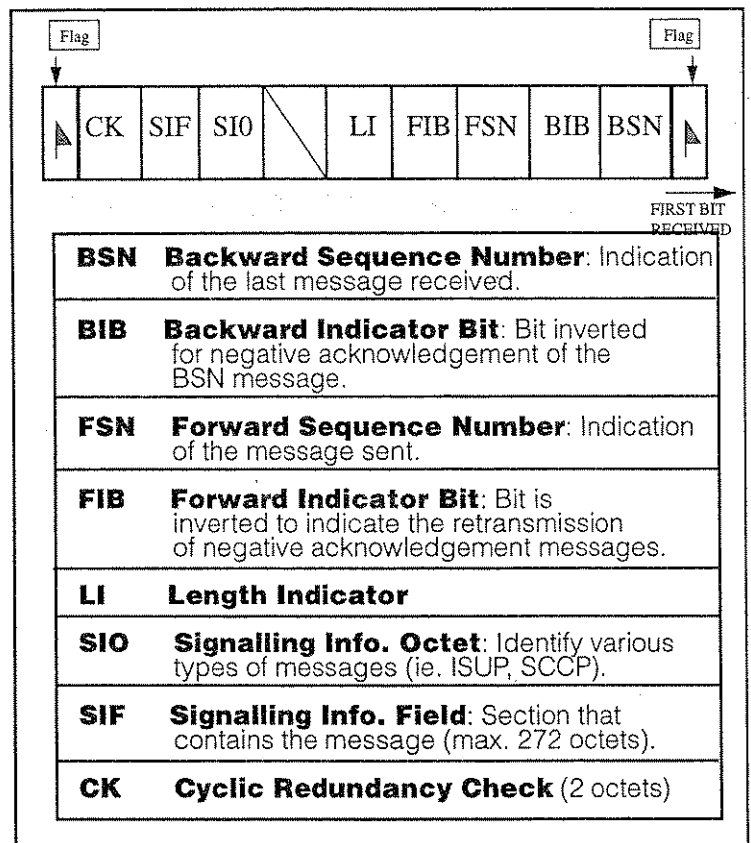 Flag Flag
CK SIF SI0 LI FIB FSN BIB BSN
FIRST BIT
RECEIVED
BSN Backward Sequence Number: Indication
of the last message received.
BIB Backward Indicator Bit: Bit inverted
for negative acknowledgement of the
BSN message.
FSN Forward Sequence Number: Indication
of the message sent.
FIB Forward Indicator Bit: Bit is
inverted to indicate the retransmission
of negative acknowledgement messages.
LI Length Indicator
SIO Signalling Info. Octet: Identify various
types of messages (ie. ISUP, SCCP).
SIF Signalling Info. Field: Section that
contains the message (max. 272 octets).
CK Cyclic Redundancy Check (2 octets)